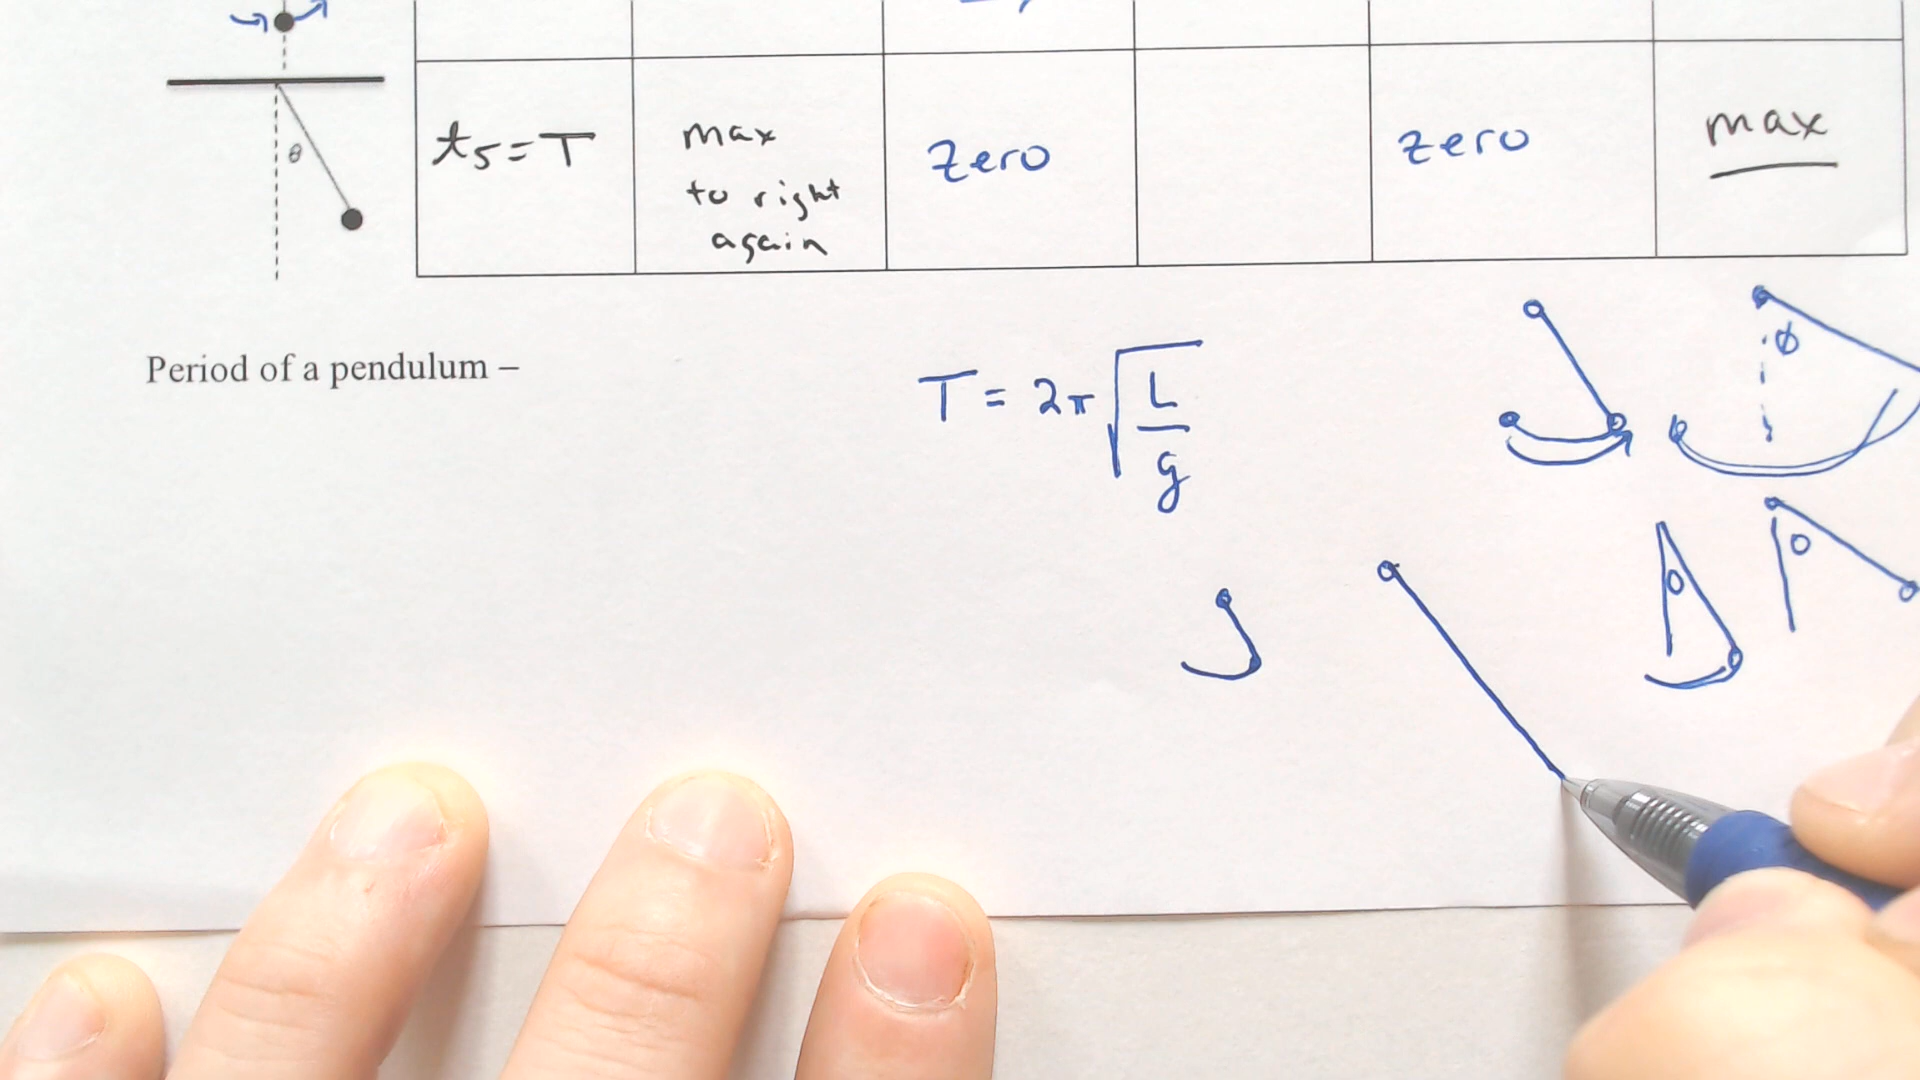 θ
t₅ = T
max
to right
again
zero
zero
max
Period of a pendulum –
T = 2π √(L/g)
ϕ
θ
θ